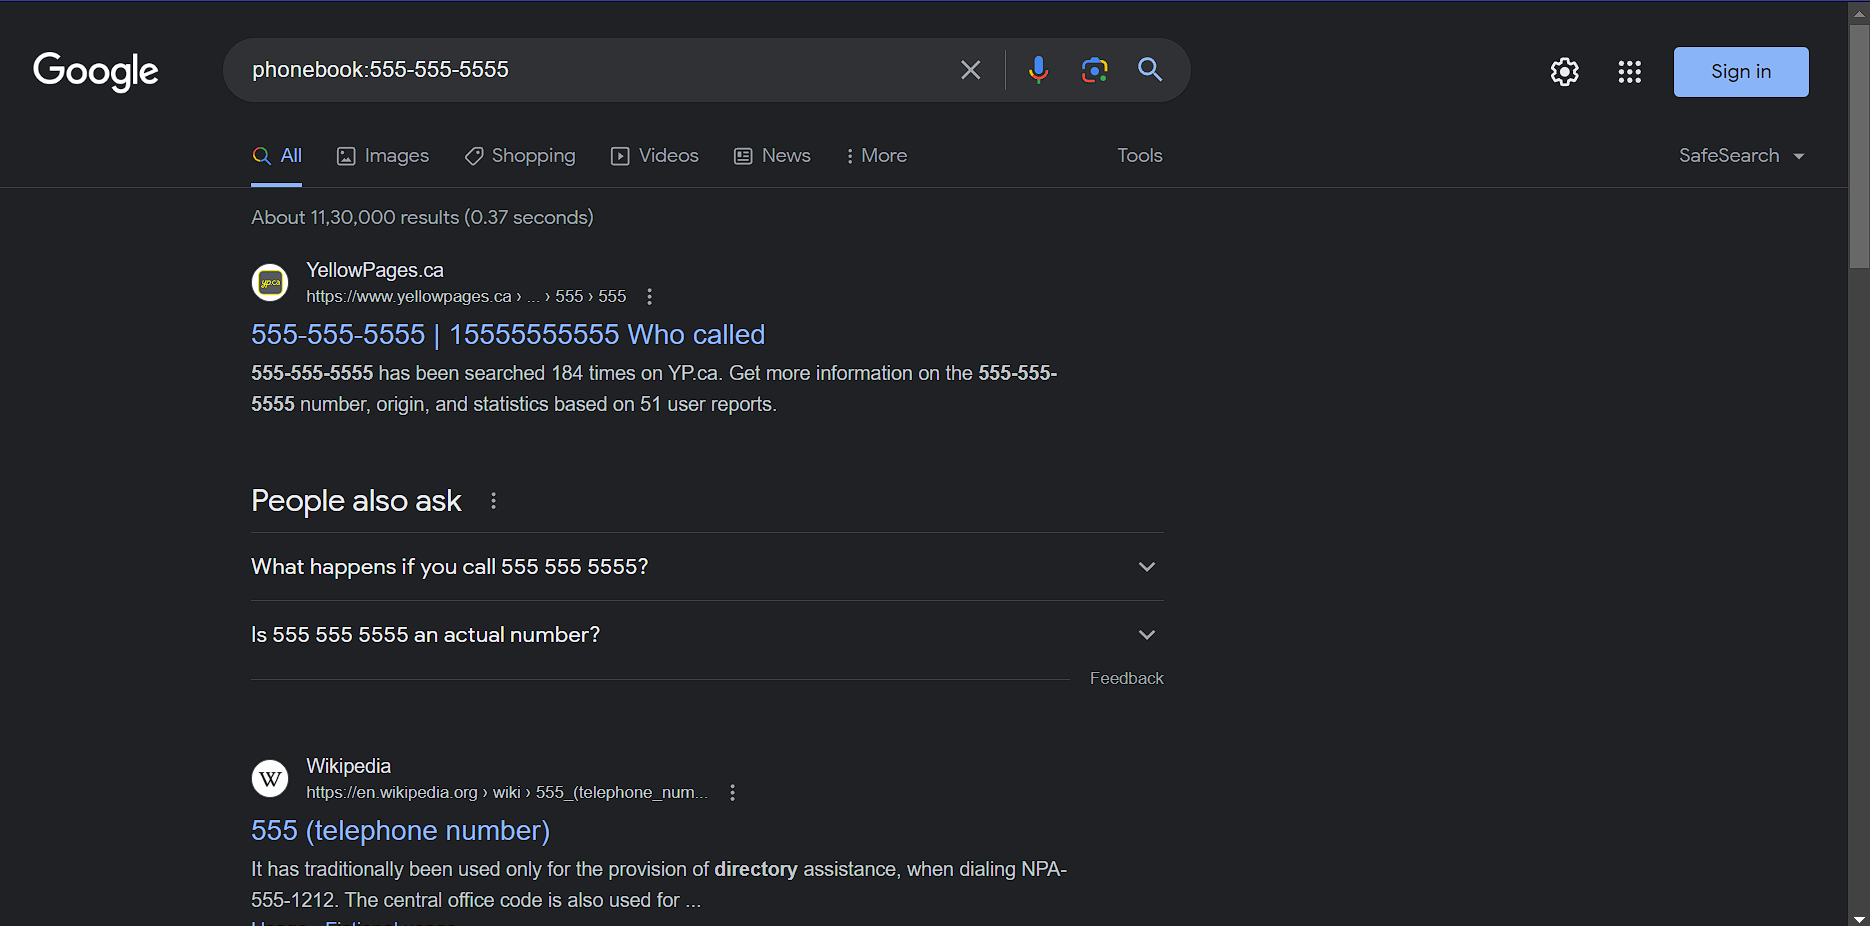 Google
phonebook:555-555-5555
Sign in
All Images Shopping Videos News More Tools SafeSearch
About 11,30,000 results (0.37 seconds)
yp.ca
YellowPages.ca
https://www.yellowpages.ca › ... › 555 › 555
555-555-5555 | 15555555555 Who called
555-555-5555 has been searched 184 times on YP.ca. Get more information on the 555-555-
5555 number, origin, and statistics based on 51 user reports.
People also ask
What happens if you call 555 555 5555?
Is 555 555 5555 an actual number?
Feedback
W
Wikipedia
https://en.wikipedia.org › wiki › 555_(telephone_num...
555 (telephone number)
It has traditionally been used only for the provision of directory assistance, when dialing NPA-
555-1212. The central office code is also used for ...